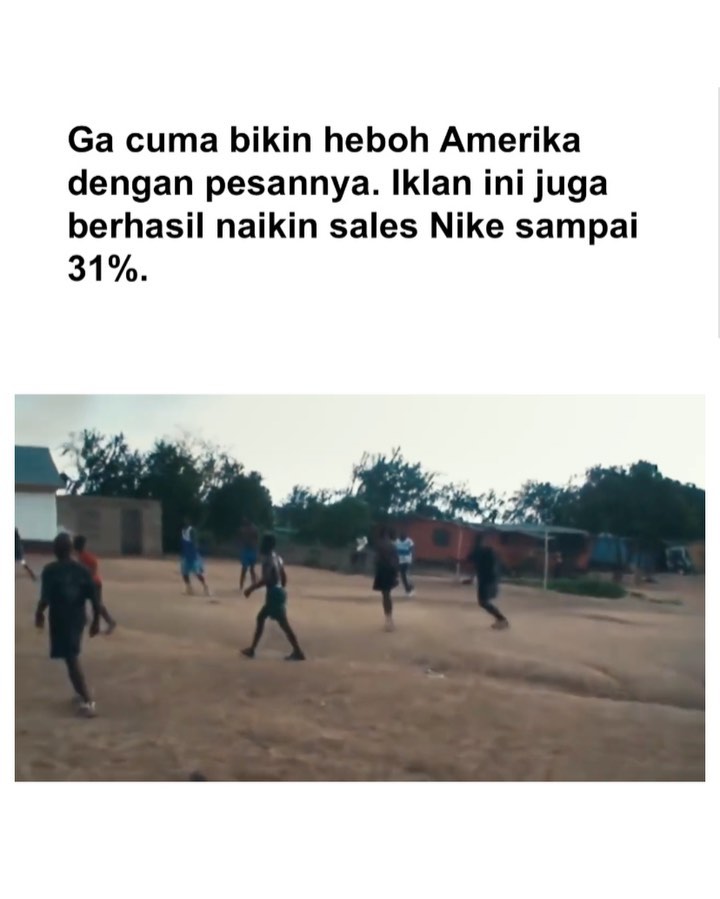 Ga cuma bikin heboh Amerika
dengan pesannya. Iklan ini juga
berhasil naikin sales Nike sampai
31%.